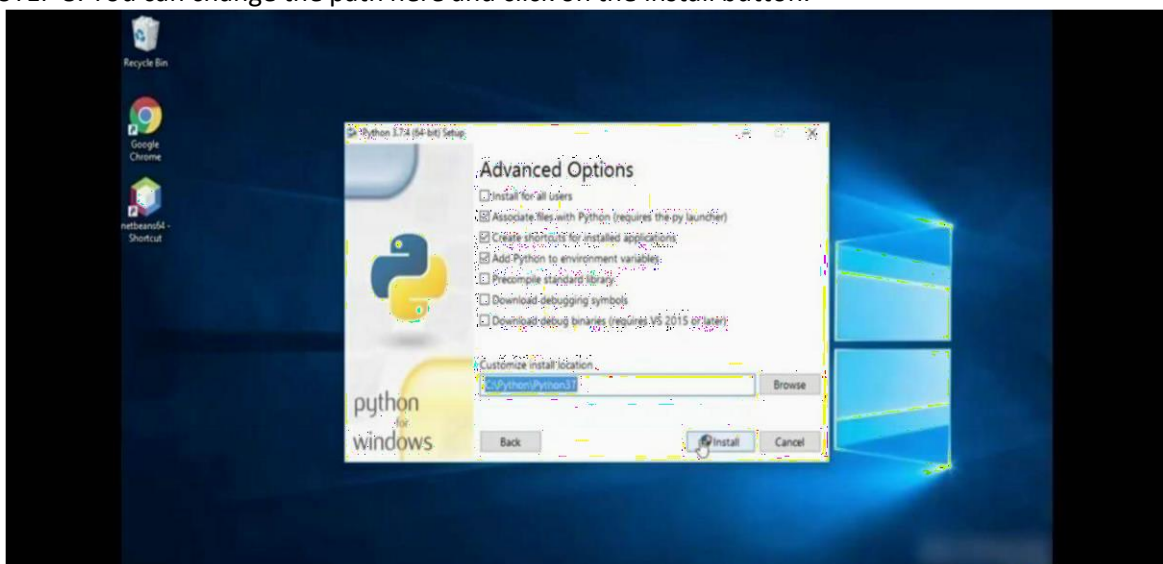 You can change the path here and click on the install button.
Recycle Bin
Google
Chrome
netbeans64 -
Shortcut
Python 3.7.4 (64-bit) Setup
Advanced Options
Install for all users
Associate files with Python (requires the py launcher)
Create shortcuts for installed applications
Add Python to environment variables
Precompile standard library
Download debugging symbols
Download debug binaries (requires VS 2015 or later)
Customize install location
C:\Python\Python37
Browse
python
for
windows
Back
Install
Cancel